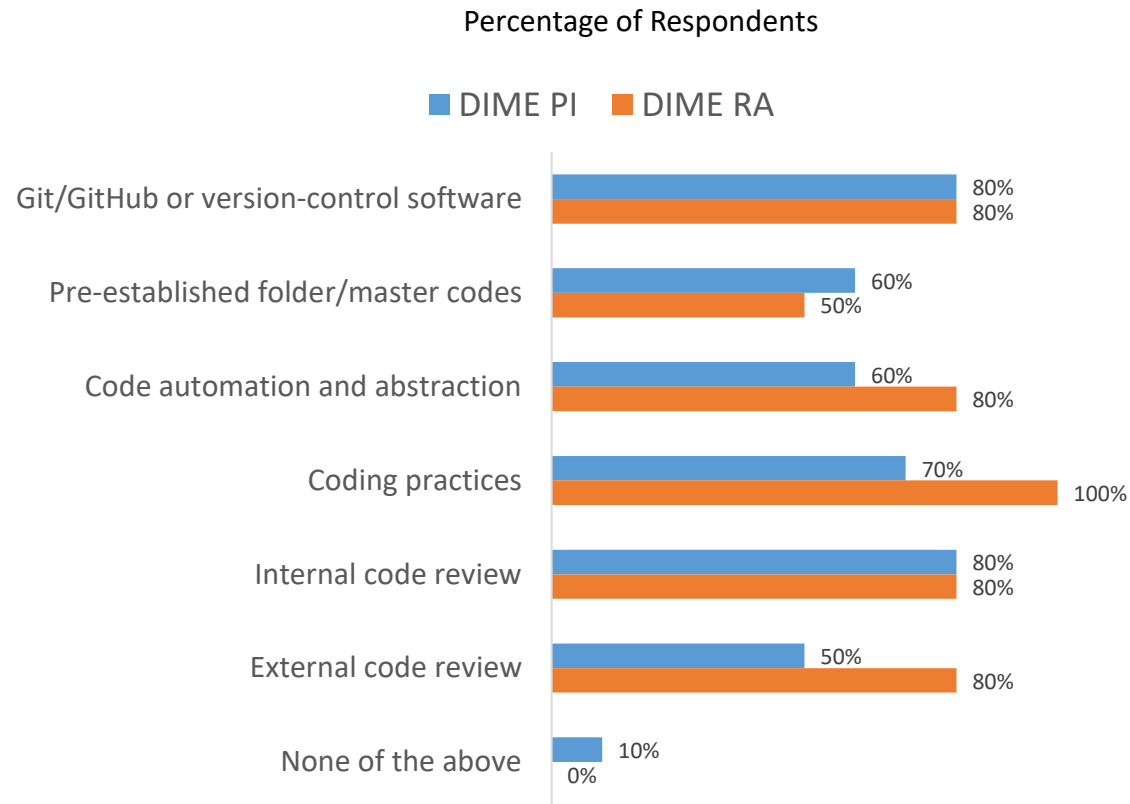 Percentage of Respondents
DIME PI DIME RA
Git/GitHub or version-control software
80%
80%
Pre-established folder/master codes
60%
50%
Code automation and abstraction
60%
80%
Coding practices
70%
100%
Internal code review
80%
80%
External code review
50%
80%
None of the above
10%
0%